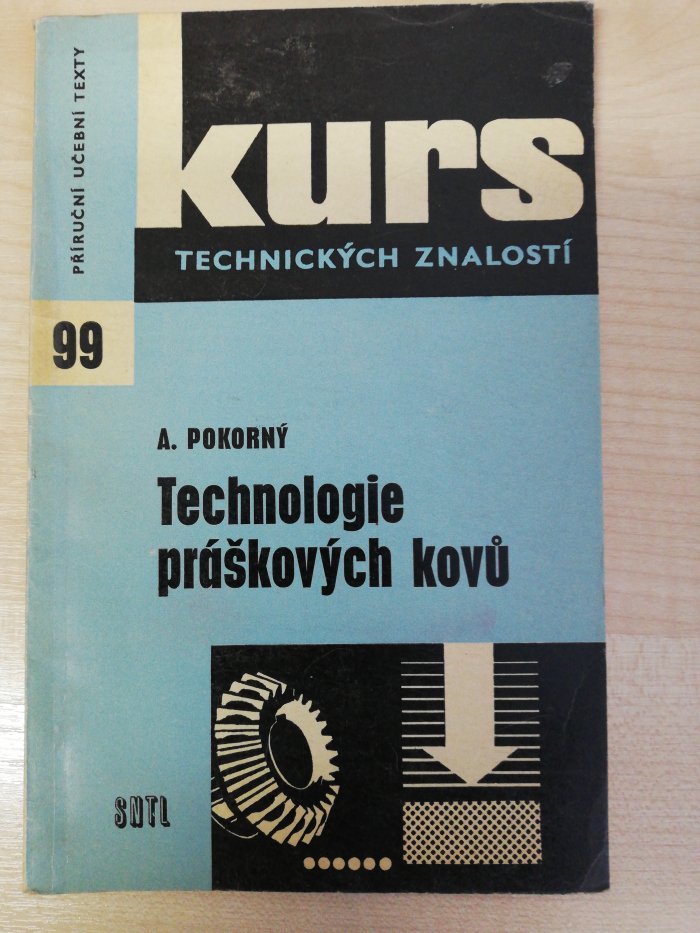 PŘÍRUČNÍ UČEBNÍ TEXTY
kurs
TECHNICKÝCH ZNALOSTÍ
99
A. POKORNÝ
Technologie
práškových kovů
SNTL